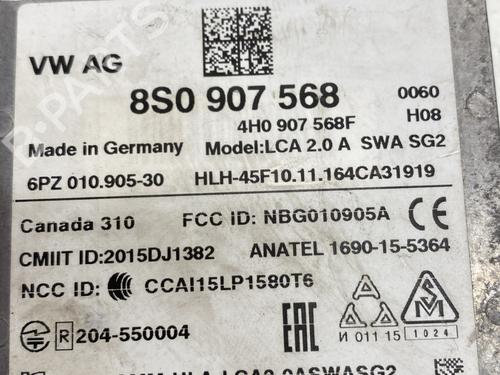 VW AG
8S0 907 568
0060
4H0 907 568F
H08
Made in Germany
Model:LCA 2.0 A SWA SG2
6PZ 010.905-30
HLH-45F10.11.164CA31919
Canada 310
FCC ID: NBG010905A
CE
CMIIT ID:2015DJ1382
ANATEL 1690-15-5364
NCC ID:
CCAI15LP1580T6
R 204-550004
EAC
И 011 15
S M
1024